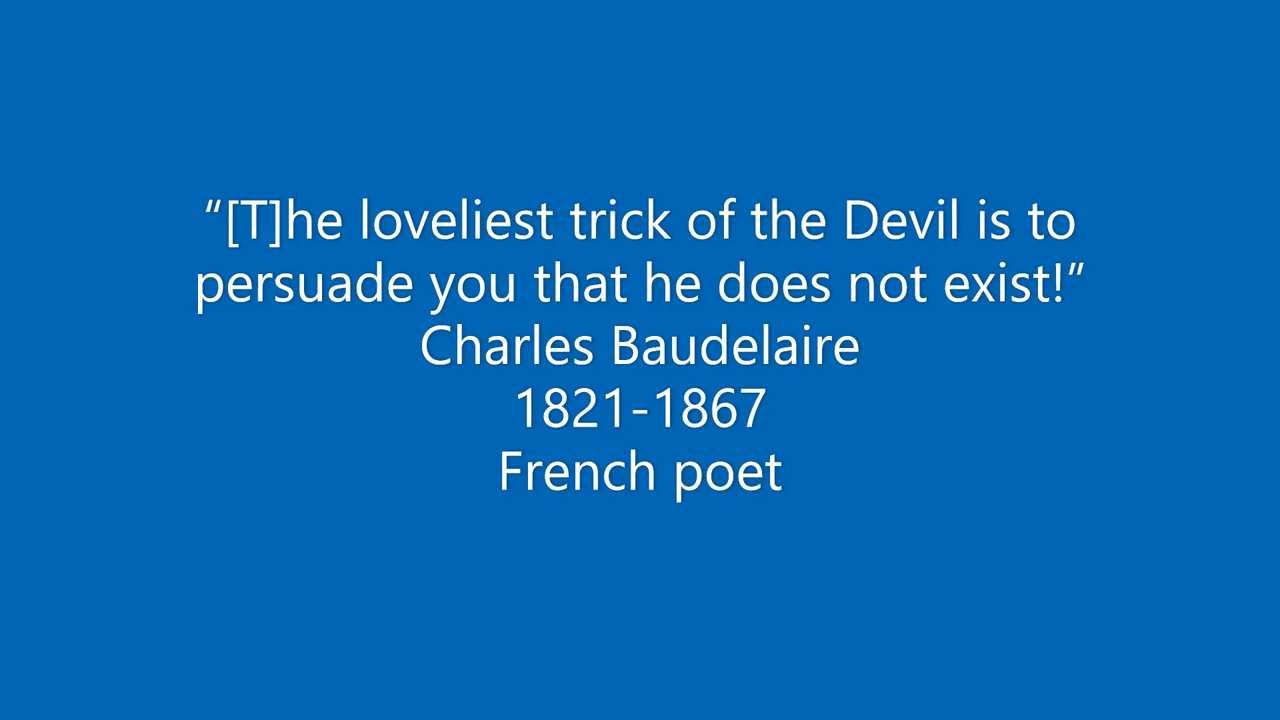 “[T]he loveliest trick of the Devil is to
persuade you that he does not exist!”
Charles Baudelaire
1821-1867
French poet